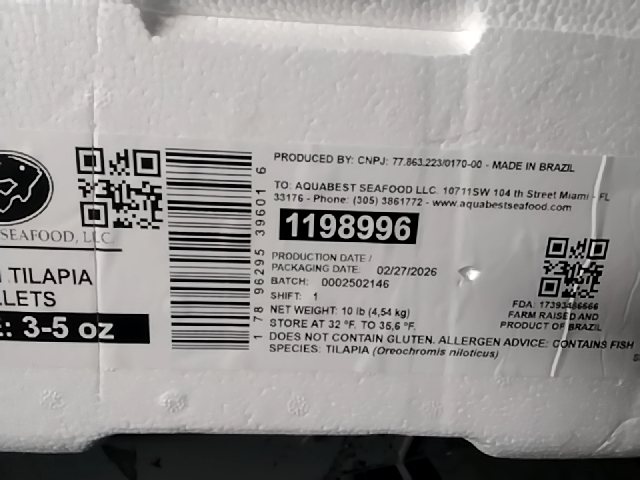 SEAFOOD, LLC
TILAPIA
LLETS
: 3-5 oz
1 78 96295 39601 6
PRODUCED BY: CNPJ: 77.863.223/0170-00 - MADE IN BRAZIL
TO: AQUABEST SEAFOOD LLC. 10711SW 104 th Street Miami - FL
33176 - Phone: (305) 3861772 - www.aquabestseafood.com
1198996
PRODUCTION DATE /
PACKAGING DATE: 02/27/2026
BATCH: 0002502146
SHIFT: 1
NET WEIGHT: 10 lb (4,54 kg)
STORE AT 32 °F. TO 35,6 °F.
DOES NOT CONTAIN GLUTEN. ALLERGEN ADVICE: CONTAINS FISH
SPECIES: TILAPIA (Oreochromis niloticus)
FDA:
FARM RAISED AND
PRODUCT OF BRAZIL